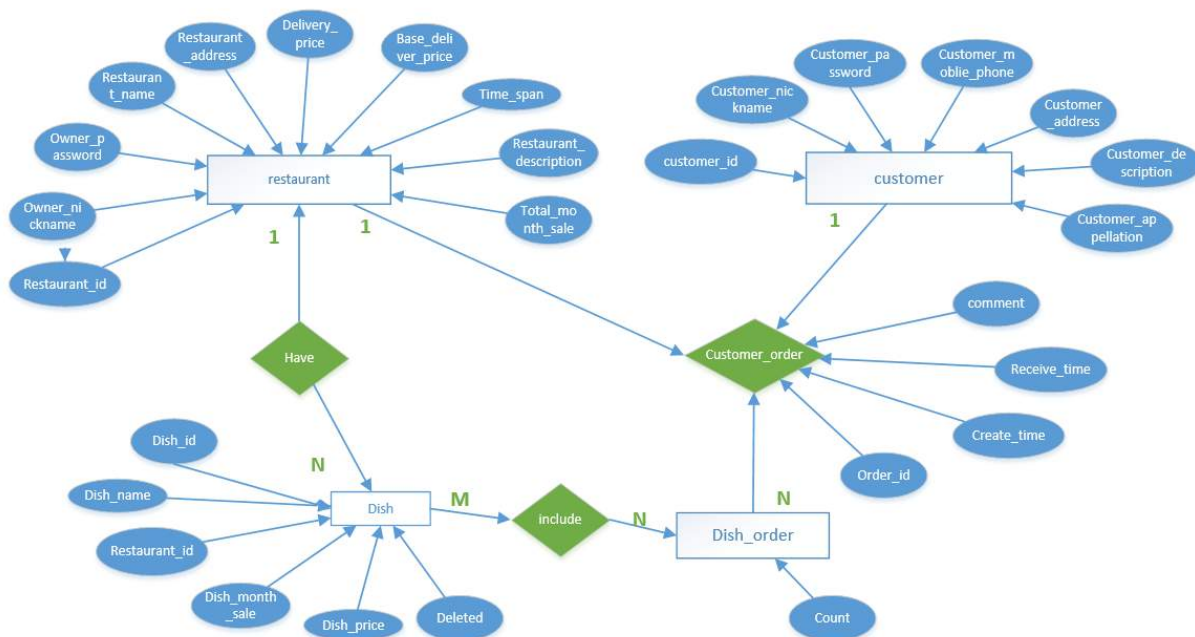 Delivery_
price
Restaurant
_address
Base_deli
ver_price
Restauran
t_name
Time_span
Owner_p
assword
Restaurant_
description
restaurant
Owner_ni
ckname
Total_mo
nth_sale
Restaurant_id
1
1
Customer_pa
ssword
Customer_m
oblie_phone
Customer_nic
kname
Customer
_address
customer_id
Customer_de
scription
customer
Customer_ap
pellation
1
Have
Customer_order
comment
Receive_time
Create_time
Order_id
Dish_id
N
Dish_name
Dish
M
include
N
N
Dish_order
Restaurant_id
Dish_month
_sale
Dish_price
Deleted
Count